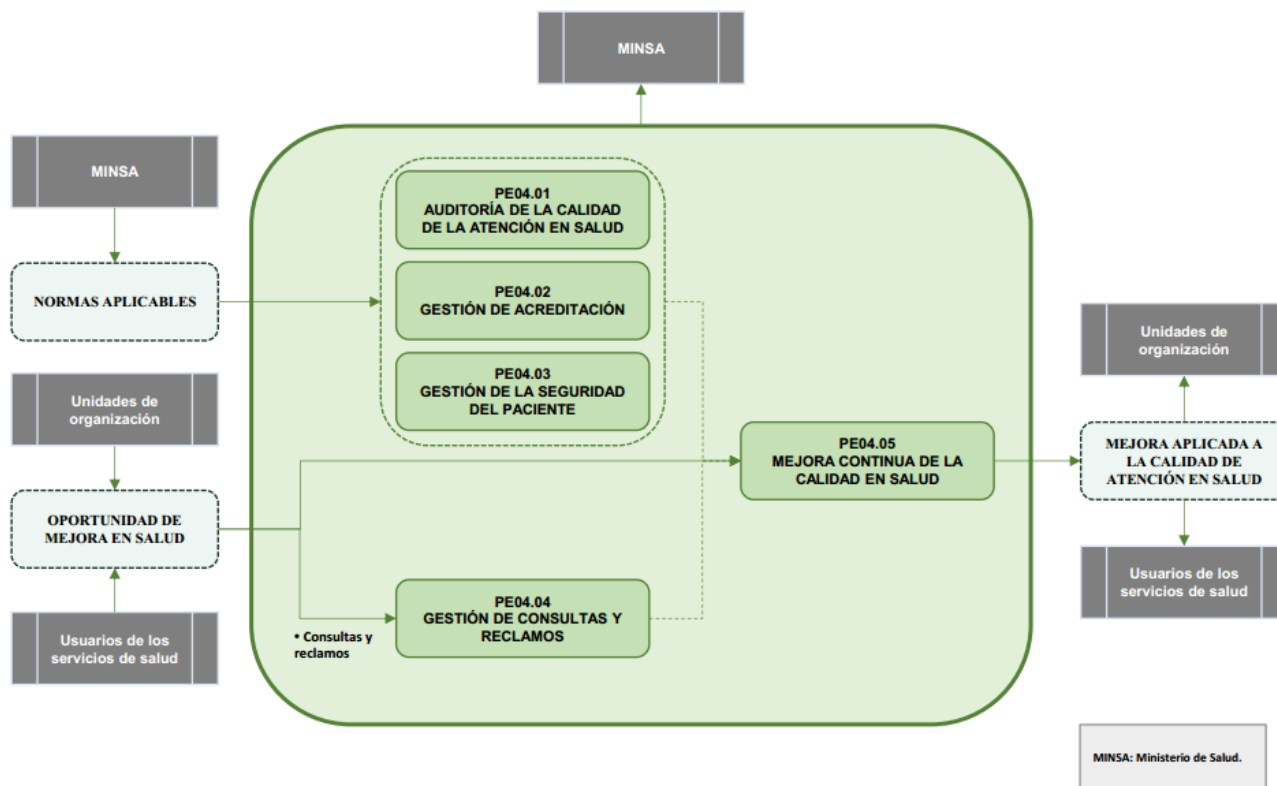 MINSA
MINSA
NORMAS APLICABLES
Unidades de
organización
OPORTUNIDAD DE
MEJORA EN SALUD
Usuarios de los
servicios de salud
PE04.01
AUDITORÍA DE LA CALIDAD
DE LA ATENCIÓN EN SALUD
PE04.02
GESTIÓN DE ACREDITACIÓN
PE04.03
GESTIÓN DE LA SEGURIDAD
DEL PACIENTE
PE04.04
GESTIÓN DE CONSULTAS Y
RECLAMOS
• Consultas y
reclamos
PE04.05
MEJORA CONTINUA DE LA
CALIDAD EN SALUD
Unidades de
organización
MEJORA APLICADA A
LA CALIDAD DE
ATENCIÓN EN SALUD
Usuarios de los
servicios de salud
MINSA: Ministerio de Salud.